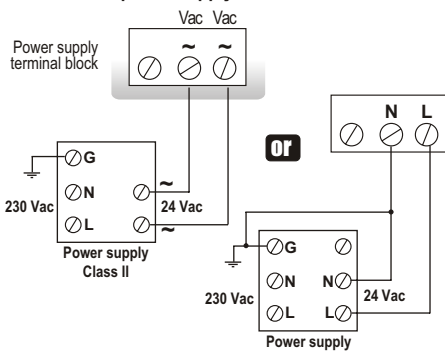 Vac Vac
~ ~
Power supply
terminal block
G
N
L
230 Vac
~
24 Vac
~
Power supply
Class II
or
N L
G
N
L
230 Vac
N
L
24 Vac
Power supply